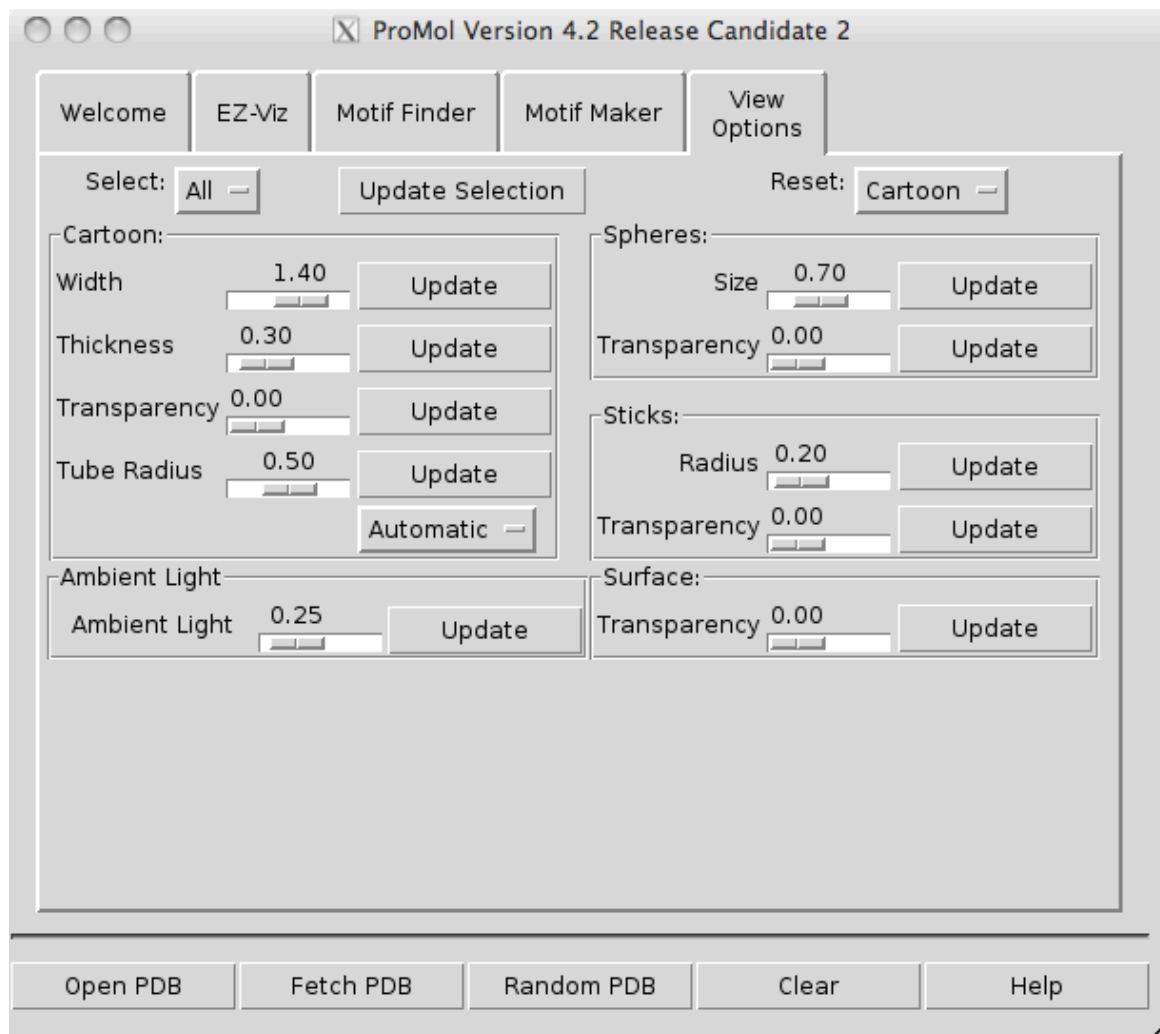 ProMol Version 4.2 Release Candidate 2
Welcome
EZ-Viz
Motif Finder
Motif Maker
View
Options
Select:
All
Update Selection
Reset:
Cartoon
Cartoon:
Width
1.40
Update
Thickness
0.30
Update
Transparency
0.00
Update
Tube Radius
0.50
Update
Automatic
Spheres:
Size
0.70
Update
Transparency
0.00
Update
Sticks:
Radius
0.20
Update
Transparency
0.00
Update
Ambient Light
Ambient Light
0.25
Update
Surface:
Transparency
0.00
Update
Open PDB
Fetch PDB
Random PDB
Clear
Help